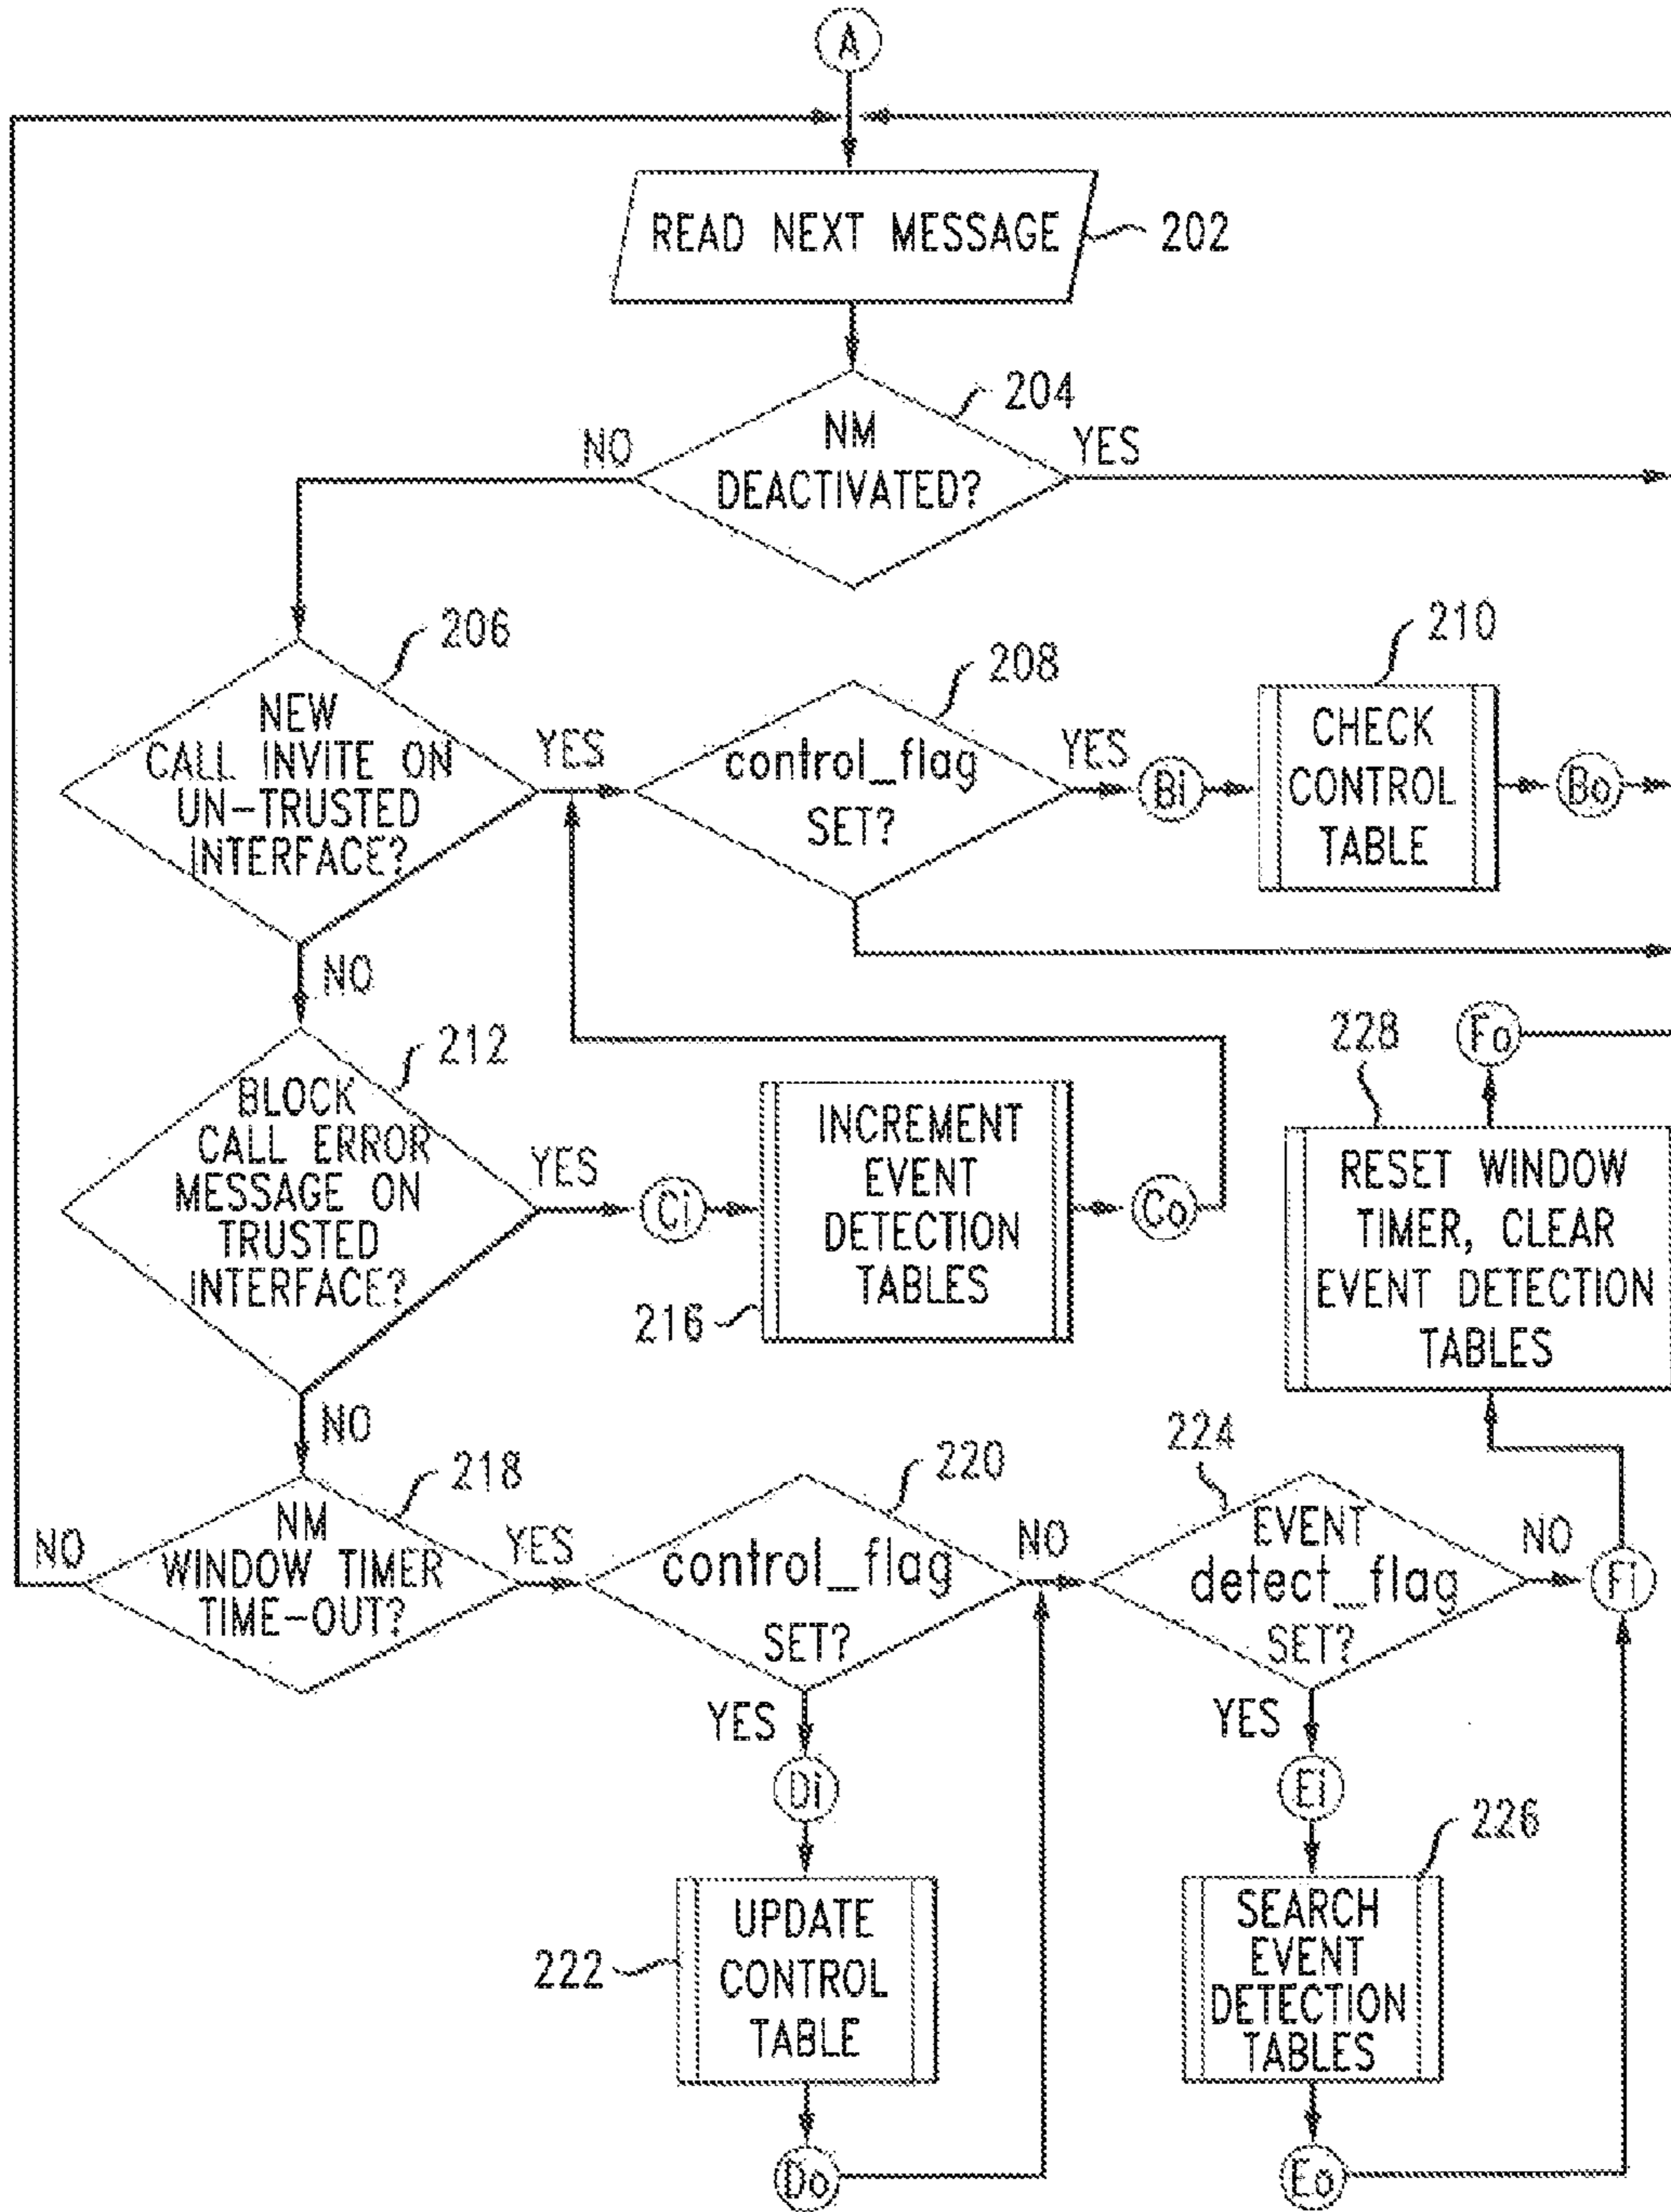 A
READ NEXT MESSAGE
202
204
NM
DEACTIVATED?
NO
YES
206
NEW
CALL INVITE ON
UN-TRUSTED
INTERFACE?
YES
NO
208
control_flag
SET?
YES
Bi
210
CHECK
CONTROL
TABLE
Bo
212
BLOCK
CALL ERROR
MESSAGE ON
TRUSTED
INTERFACE?
YES
NO
Ci
INCREMENT
EVENT
DETECTION
TABLES
216
Co
228
Fo
RESET WINDOW
TIMER, CLEAR
EVENT DETECTION
TABLES
218
NM
WINDOW TIMER
TIME-OUT?
NO
YES
220
control_flag
SET?
NO
YES
224
EVENT
detect_flag
SET?
NO
YES
Fi
Di
Ei
222
UPDATE
CONTROL
TABLE
226
SEARCH
EVENT
DETECTION
TABLES
Do
Eo